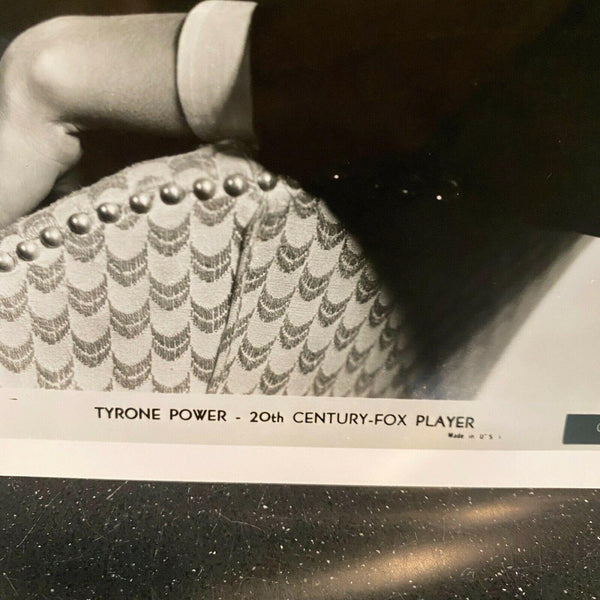 TYRONE POWER - 20th CENTURY-FOX PLAYER
Made in U S